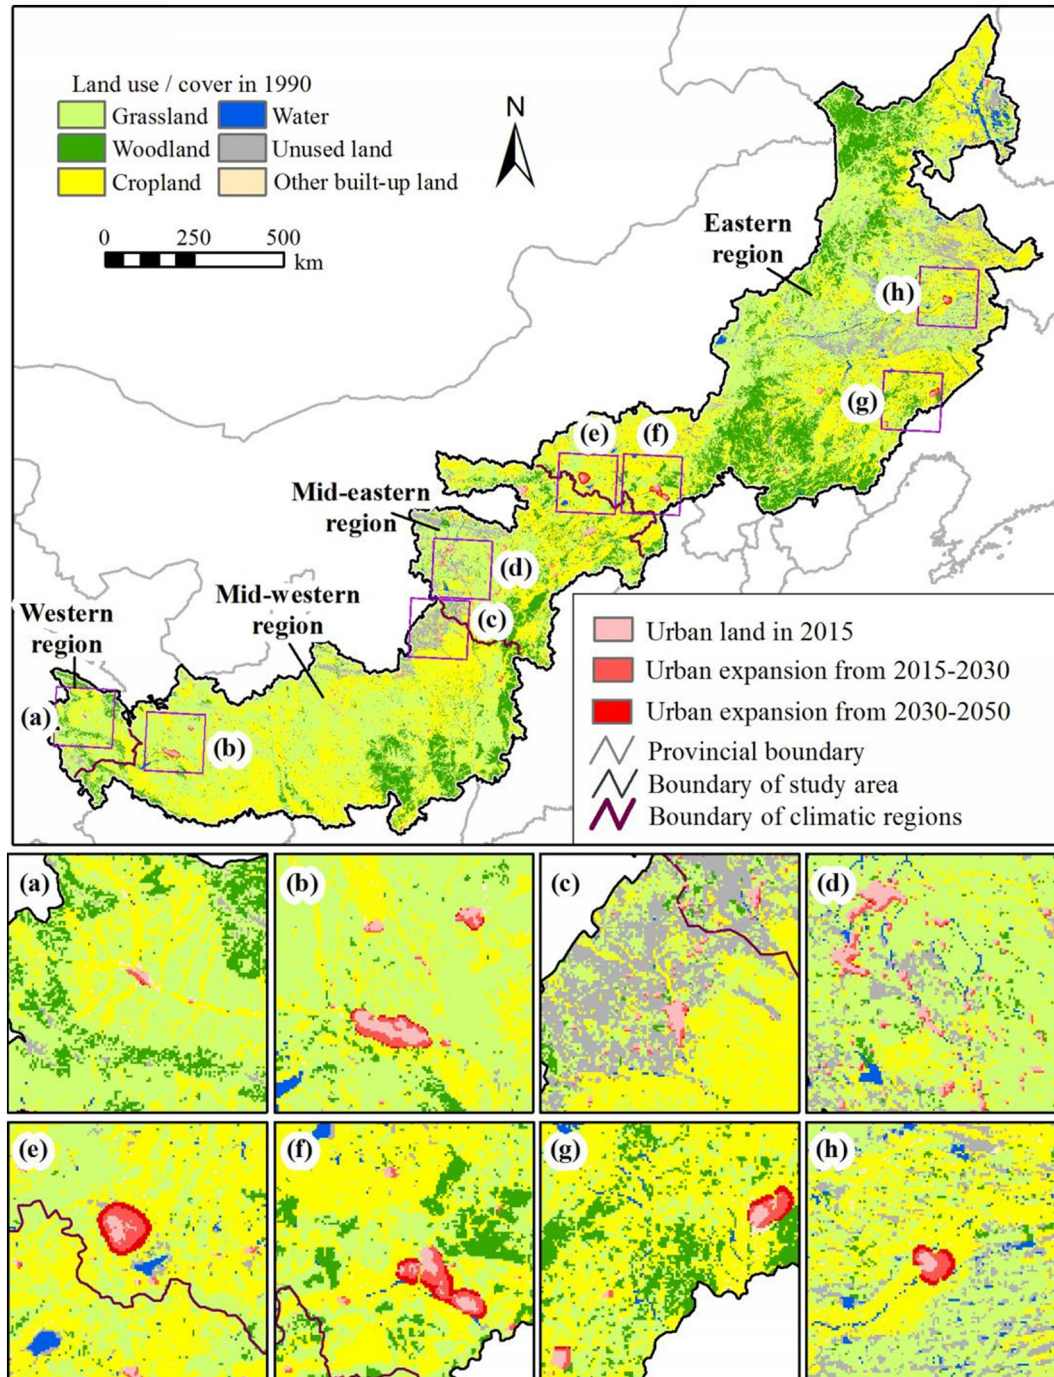 Land use / cover in 1990
Grassland
Water
Woodland
Unused land
Cropland
Other built-up land
0 250 500
km
N
Eastern
region
(h)
(g)
(e)
(f)
Mid-eastern
region
(d)
Mid-western
region
(c)
Western
region
(a)
(b)
Urban land in 2015
Urban expansion from 2015-2030
Urban expansion from 2030-2050
Provincial boundary
Boundary of study area
Boundary of climatic regions
(a)
(b)
(c)
(d)
(e)
(f)
(g)
(h)